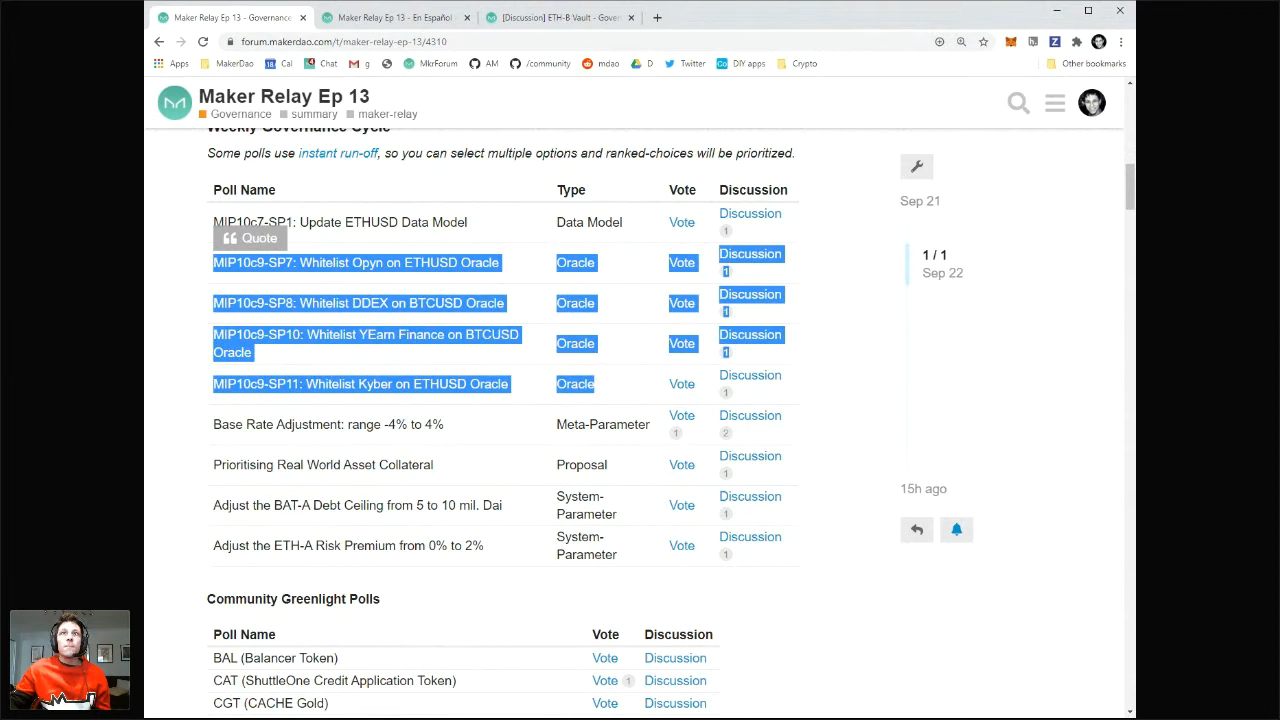 Maker Relay Ep 13 - Governance
Maker Relay Ep 13 - En Español
[Discussion] ETH-B Vault - Gove
forum.makerdao.com/t/maker-relay-ep-13/4310
Apps
MakerDao
Cal
Chat
g
MkrForum
AM
/community
mdao
D
Twitter
DIY apps
Crypto
Other bookmarks
Maker Relay Ep 13
Governance summary maker-relay
Weekly Governance Cycle
Some polls use instant run-off, so you can select multiple options and ranked-choices will be prioritized.
Poll Name Type Vote Discussion
MIP10c7-SP1: Update ETHUSD Data Model Data Model Vote Discussion 1
Quote
MIP10c9-SP7: Whitelist Opyn on ETHUSD Oracle Oracle Vote Discussion 1
MIP10c9-SP8: Whitelist DDEX on BTCUSD Oracle Oracle Vote Discussion 1
MIP10c9-SP10: Whitelist YEarn Finance on BTCUSD
Oracle Oracle Vote Discussion 1
MIP10c9-SP11: Whitelist Kyber on ETHUSD Oracle Oracle Vote Discussion 1
Base Rate Adjustment: range -4% to 4% Meta-Parameter Vote 1 Discussion 2
Prioritising Real World Asset Collateral Proposal Vote Discussion 1
Adjust the BAT-A Debt Ceiling from 5 to 10 mil. Dai System-
Parameter Vote Discussion 1
Adjust the ETH-A Risk Premium from 0% to 2% System-
Parameter Vote Discussion 1
Sep 21
1 / 1
Sep 22
15h ago
Community Greenlight Polls
Poll Name Vote Discussion
BAL (Balancer Token) Vote Discussion
CAT (ShuttleOne Credit Application Token) Vote 1 Discussion
CGT (CACHE Gold) Vote Discussion